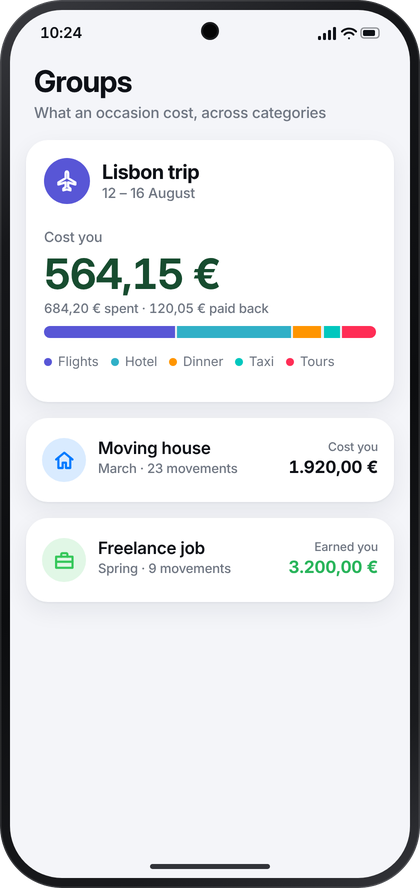 10:24
Groups
What an occasion cost, across categories
Lisbon trip
12 – 16 August
Cost you
564,15 €
684,20 € spent · 120,05 € paid back
Flights Hotel Dinner Taxi Tours
Moving house
March · 23 movements
Cost you
1.920,00 €
Freelance job
Spring · 9 movements
Earned you
3.200,00 €